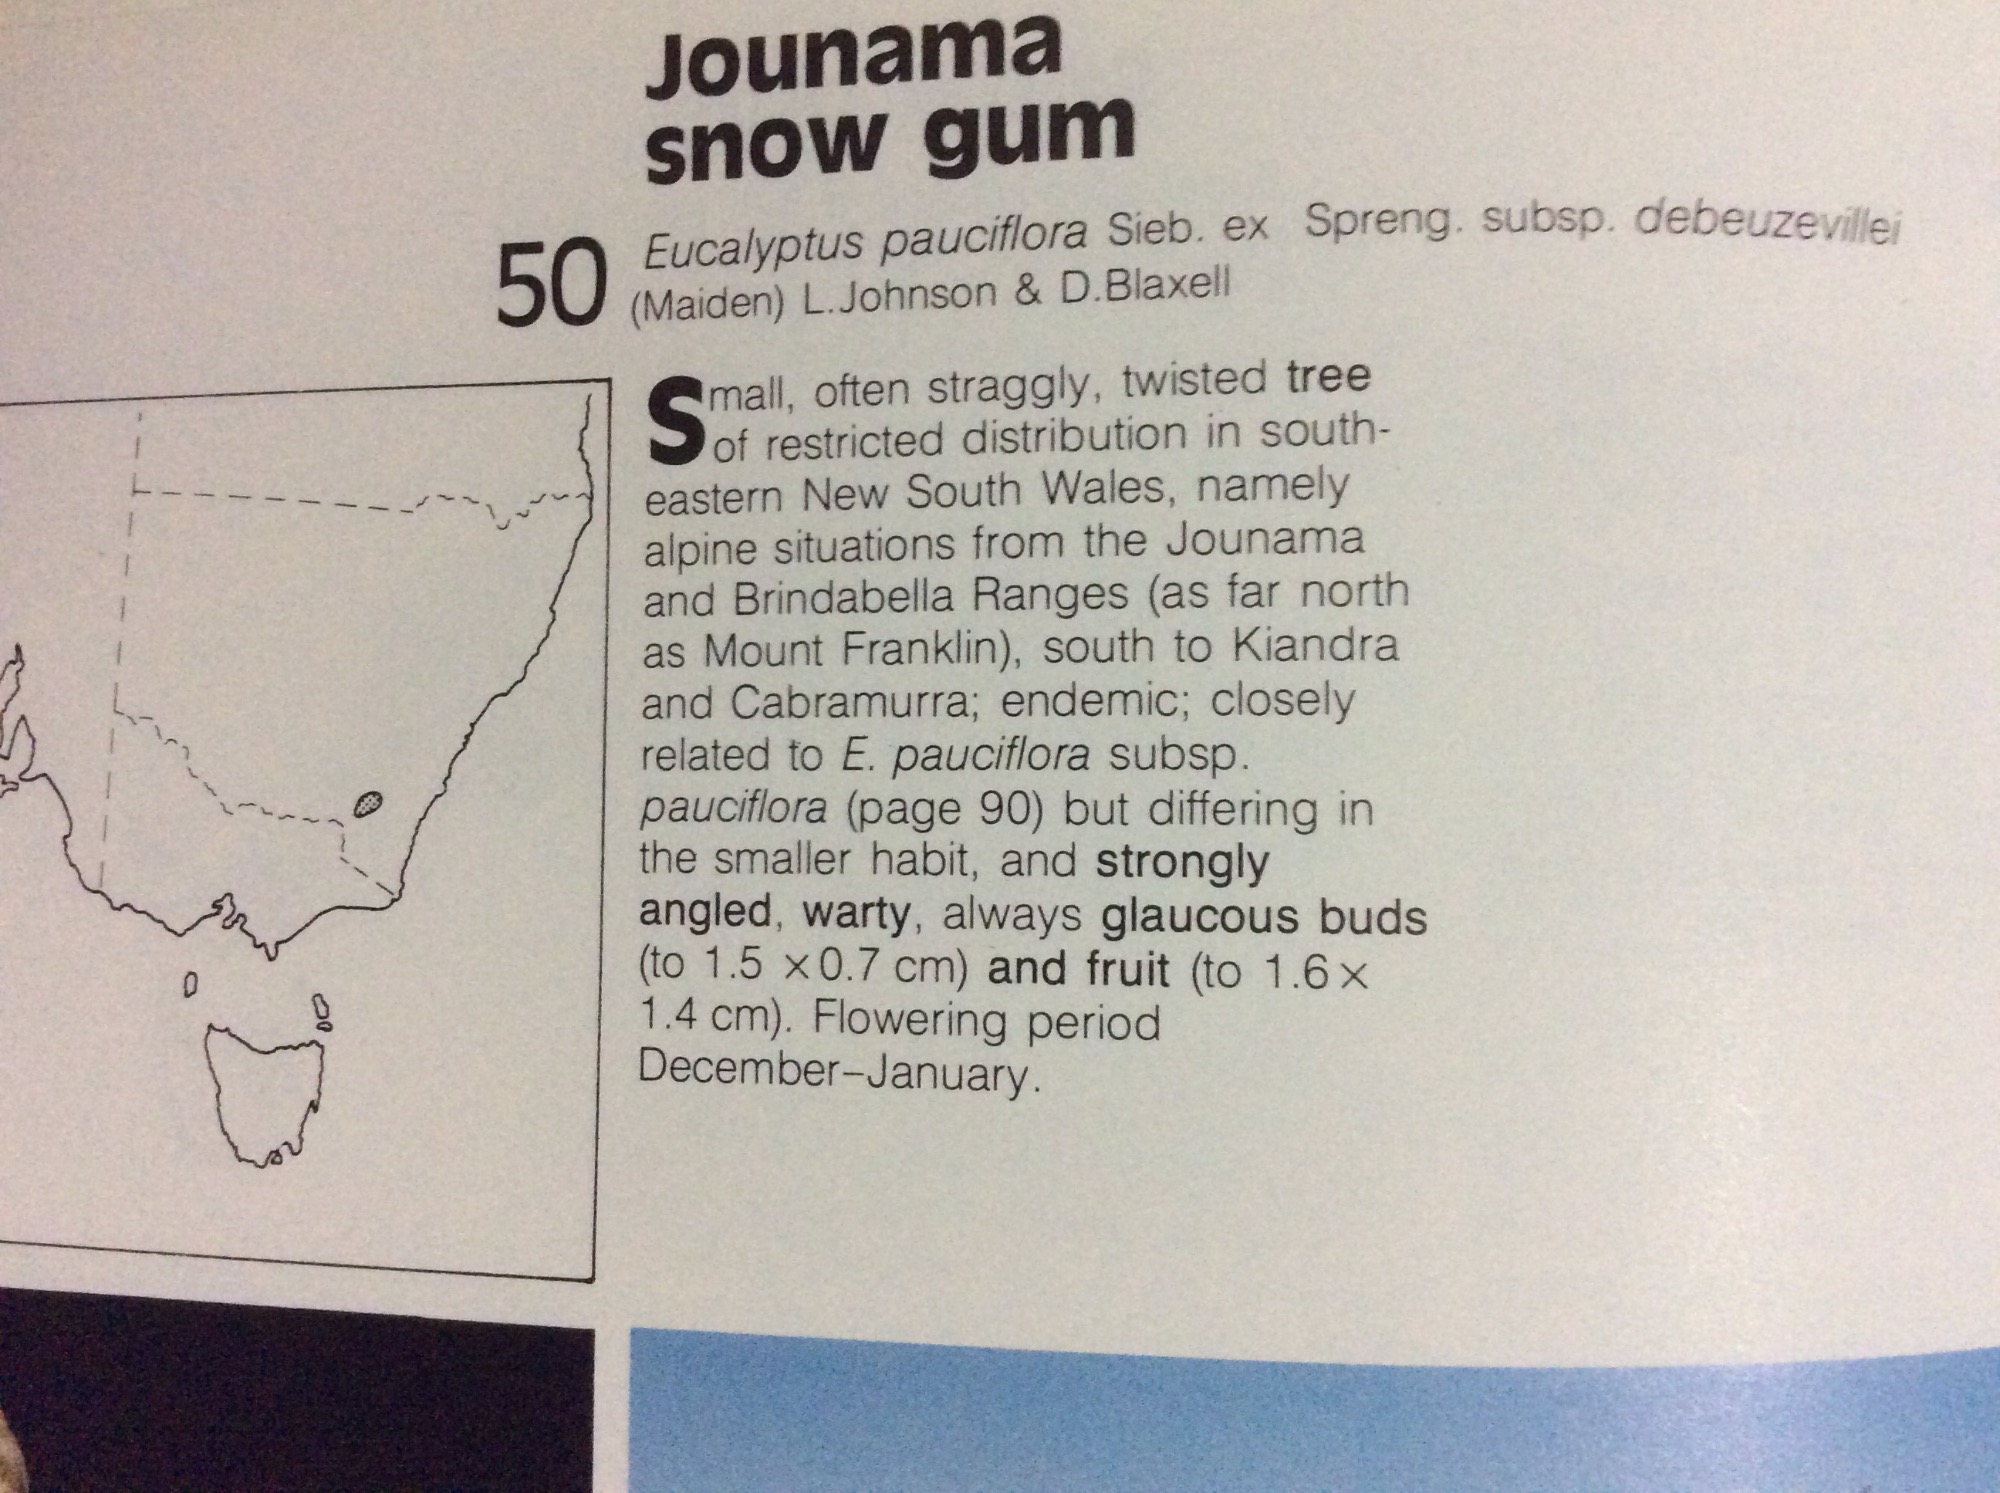 Jounama
snow gum
50
Eucalyptus pauciflora Sieb. ex Spreng. subsp. debeuzevillei
(Maiden) L.Johnson & D.Blaxell
Small, often straggly, twisted tree
of restricted distribution in south-
eastern New South Wales, namely
alpine situations from the Jounama
and Brindabella Ranges (as far north
as Mount Franklin), south to Kiandra
and Cabramurra; endemic; closely
related to E. pauciflora subsp.
pauciflora (page 90) but differing in
the smaller habit, and strongly
angled, warty, always glaucous buds
(to 1.5 ×0.7 cm) and fruit (to 1.6×
1.4 cm). Flowering period
December–January.